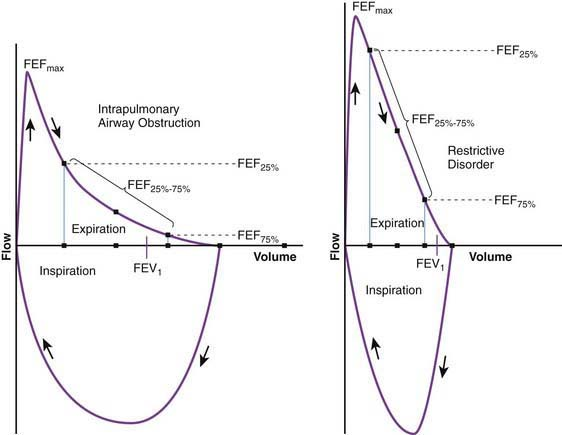 FEFmax
Intrapulmonary
Airway Obstruction
FEF25%
FEF25%-75%
FEF75%
Expiration
Flow
Volume
Inspiration
FEV1
FEFmax
FEF25%
FEF25%-75%
Restrictive
Disorder
FEF75%
Expiration
Flow
Volume
FEV1
Inspiration